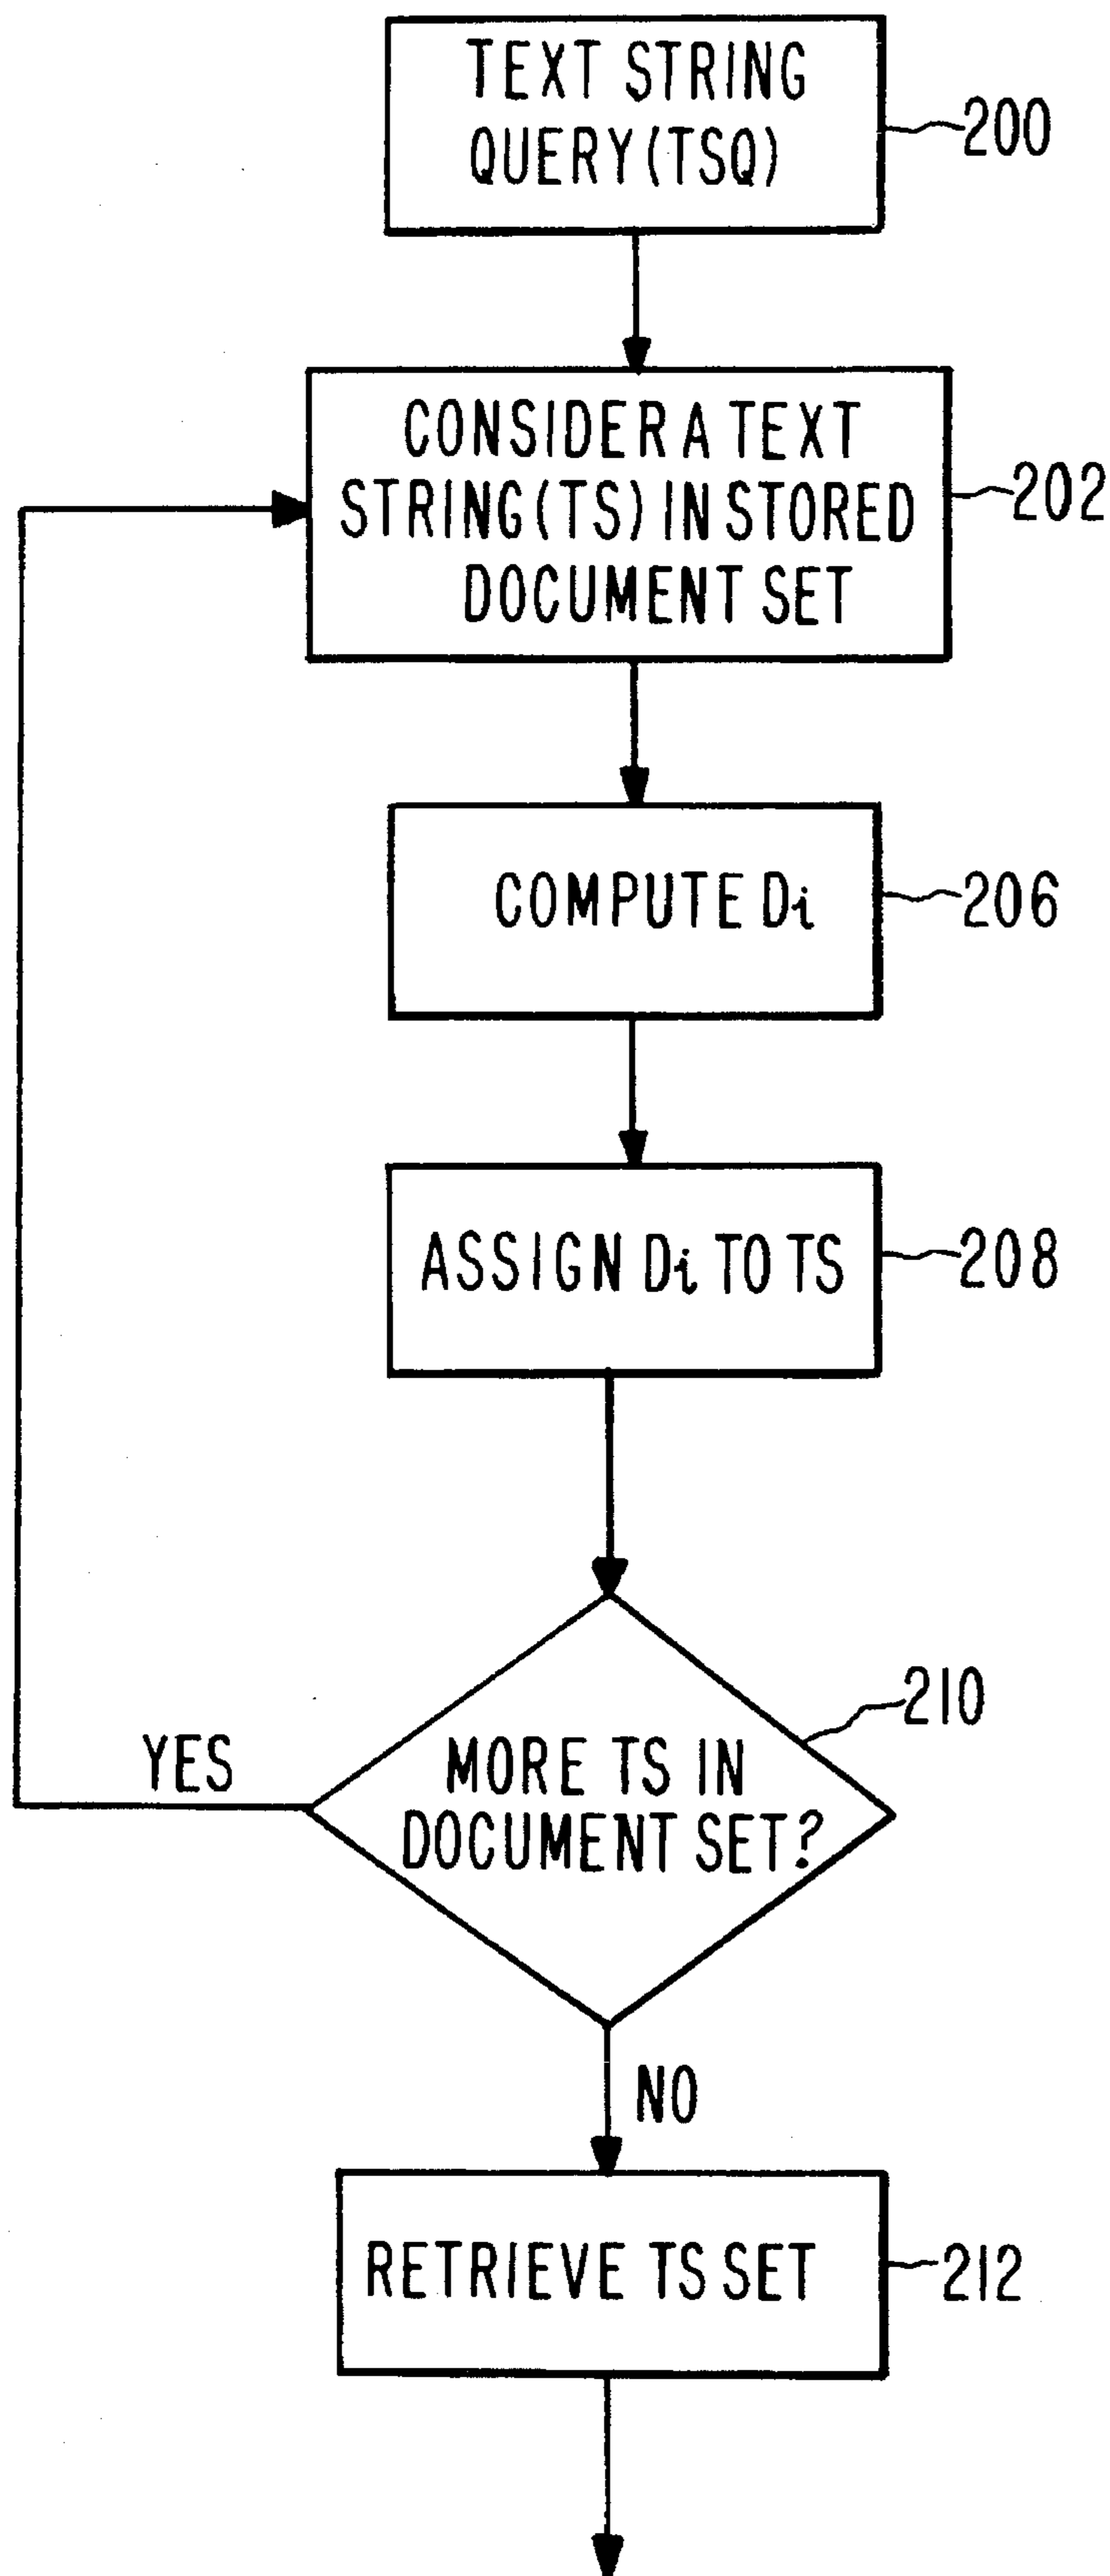 TEXT STRING
QUERY(TSQ)
200
CONSIDER A TEXT
STRING(TS) IN STORED
DOCUMENT SET
202
COMPUTE Di
206
ASSIGN Di TO TS
208
210
YES
MORE TS IN
DOCUMENT SET?
NO
RETRIEVE TS SET
212